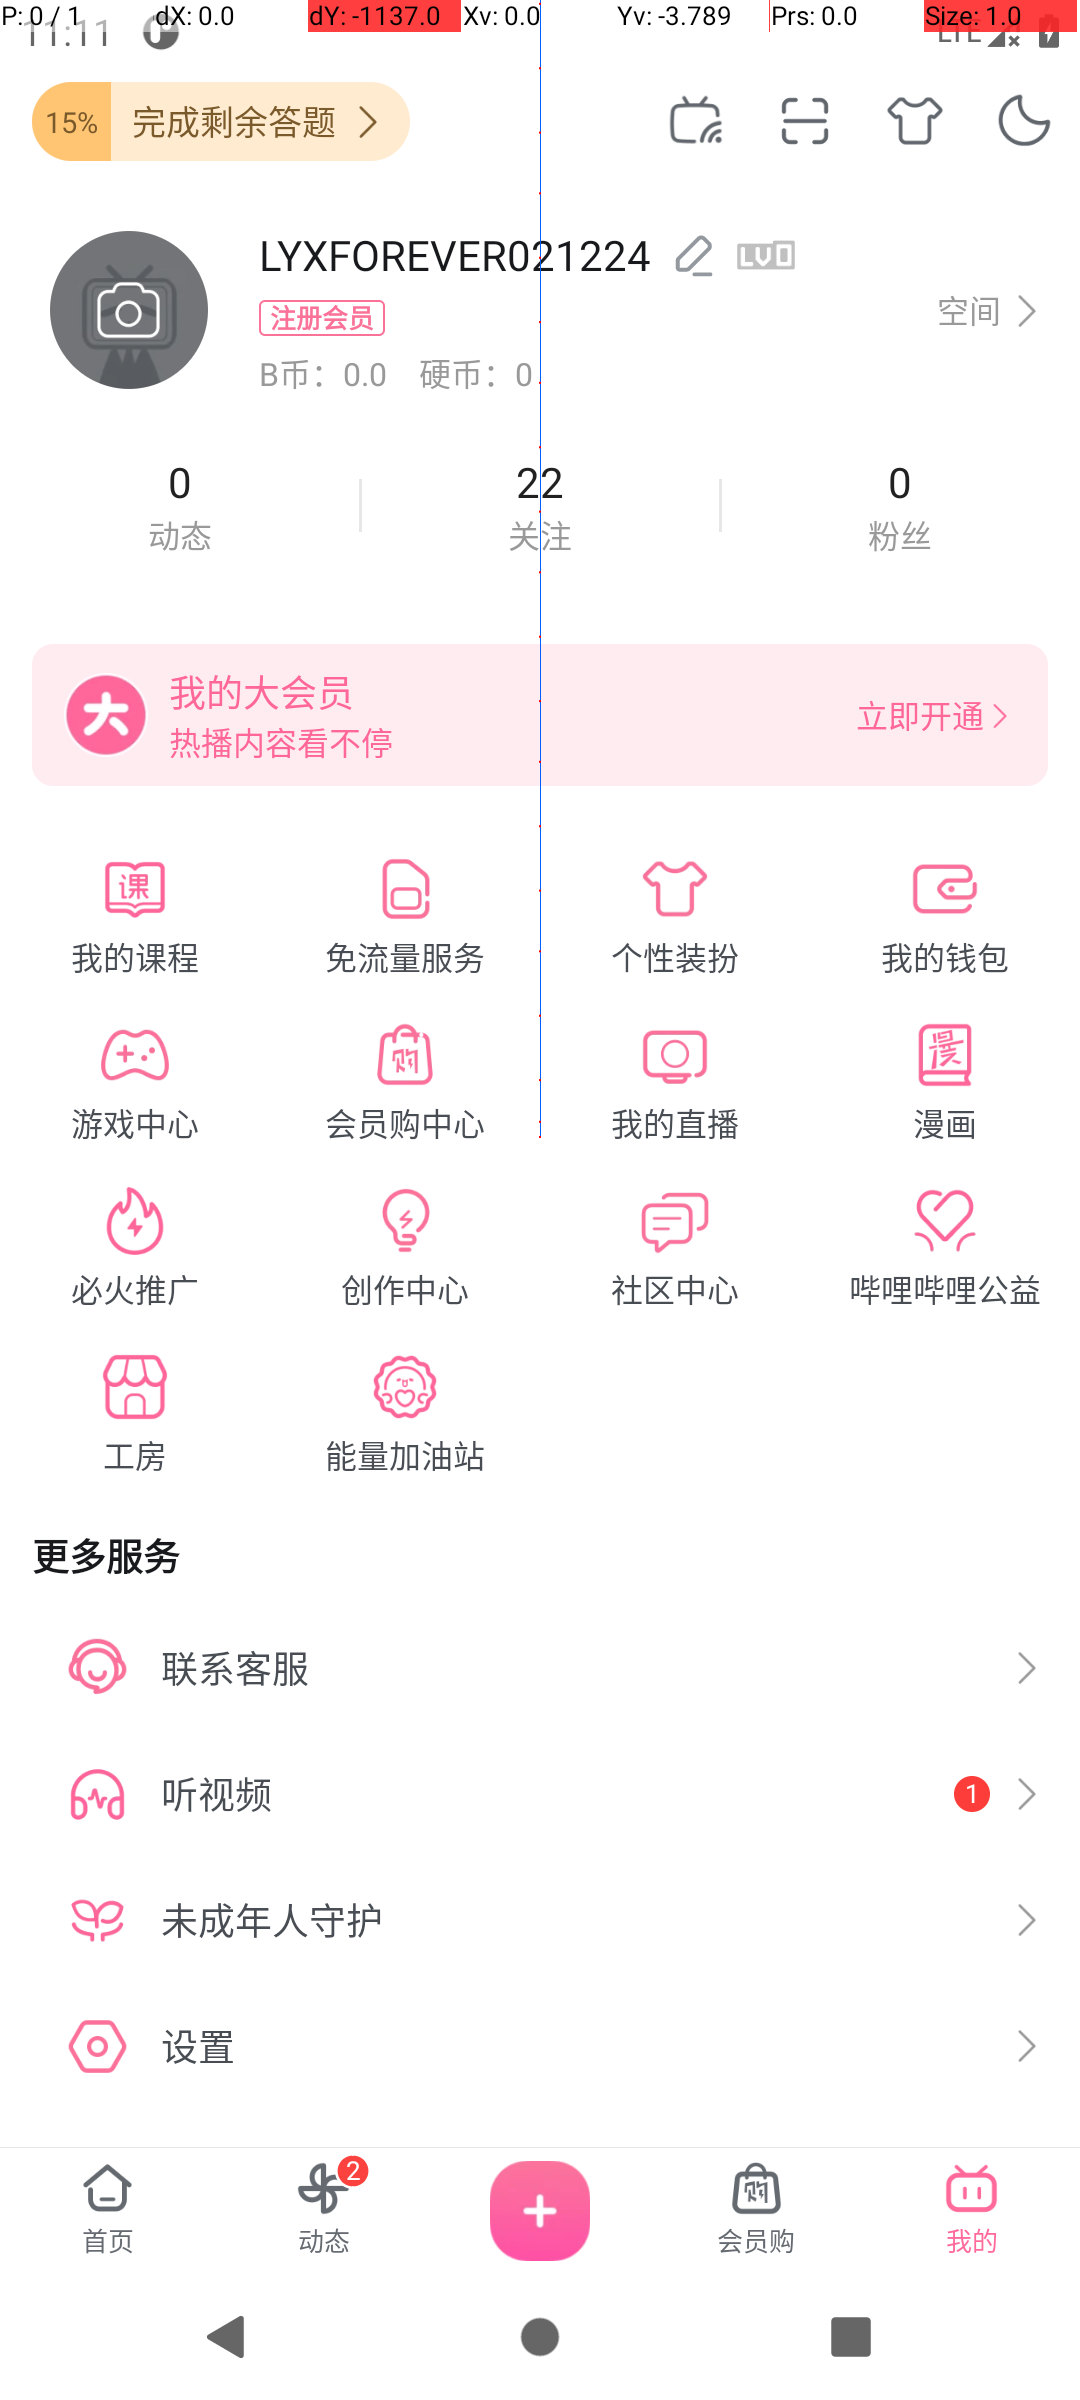 P: 0 / 1 dX: 0.0 dY: -1137.0 Xv: 0.0 Yv: -3.789 Prs: 0.0 Size: 1.0
11:11 LTE
15% 完成剩余答题
LYXFOREVER021224 LV0
注册会员
空间
B币：0.0 硬币：0
0 22 0
动态 关注 粉丝
大 我的大会员
热播内容看不停
立即开通
课
我的课程 免流量服务 个性装扮 我的钱包
购 漫
游戏中心 会员购中心 我的直播 漫画
必火推广 创作中心 社区中心 哔哩哔哩公益
工房 能量加油站
更多服务
联系客服
听视频 1
未成年人守护
设置
2 购
首页 动态 会员购 我的